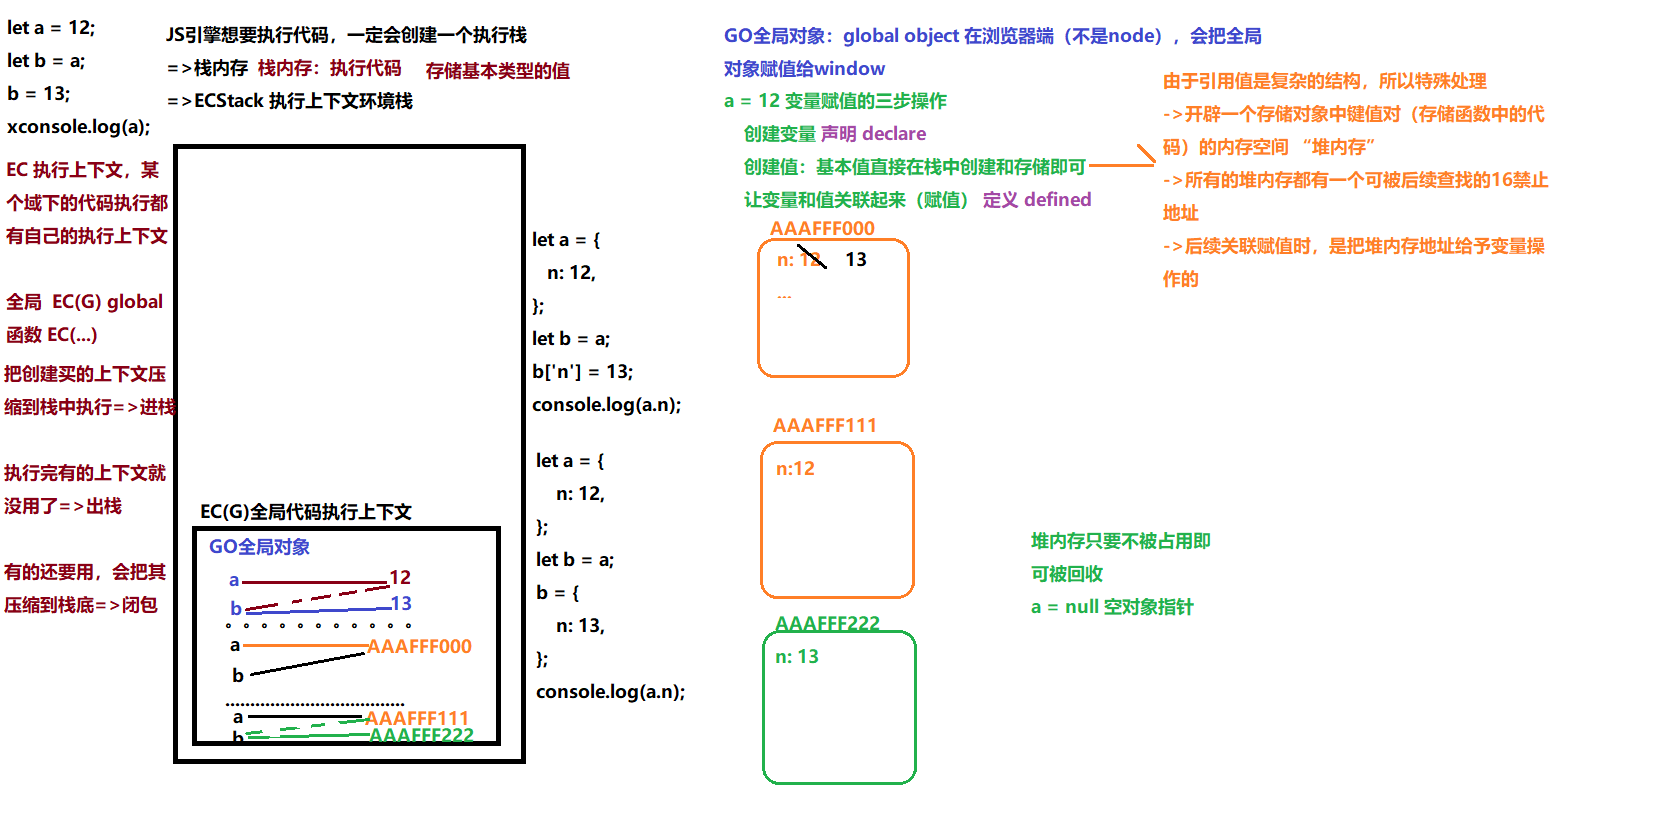 let a = 12;
let b = a;
b = 13;
xconsole.log(a);
JS引擎想要执行代码，一定会创建一个执行栈
=>栈内存 栈内存：执行代码 存储基本类型的值
=>ECStack 执行上下文环境栈
EC 执行上下文，某
个域下的代码执行都
有自己的执行上下文
全局 EC(G) global
函数 EC(...)
把创建买的上下文压
缩到栈中执行=>进栈
执行完有的上下文就
没用了=>出栈
有的还要用，会把其
压缩到栈底=>闭包
EC(G)全局代码执行上下文
GO全局对象
a 12
b 13
a AAAFFF000
b
a AAAFFF111
b AAAFFF222
let a = {
n: 12,
};
let b = a;
b['n'] = 13;
console.log(a.n);
let a = {
n: 12,
};
let b = a;
b = {
n: 13,
};
console.log(a.n);
GO全局对象：global object 在浏览器端（不是node），会把全局
对象赋值给window
a = 12 变量赋值的三步操作
创建变量 声明 declare
创建值：基本值直接在栈中创建和存储即可
让变量和值关联起来（赋值） 定义 defined
AAAFFF000
n: 12 13
...
AAAFFF111
n:12
AAAFFF222
n: 13
由于引用值是复杂的结构，所以特殊处理
->开辟一个存储对象中键值对（存储函数中的代
码）的内存空间 “堆内存”
->所有的堆内存都有一个可被后续查找的16禁止
地址
->后续关联赋值时，是把堆内存地址给予变量操
作的
堆内存只要不被占用即
可被回收
a = null 空对象指针